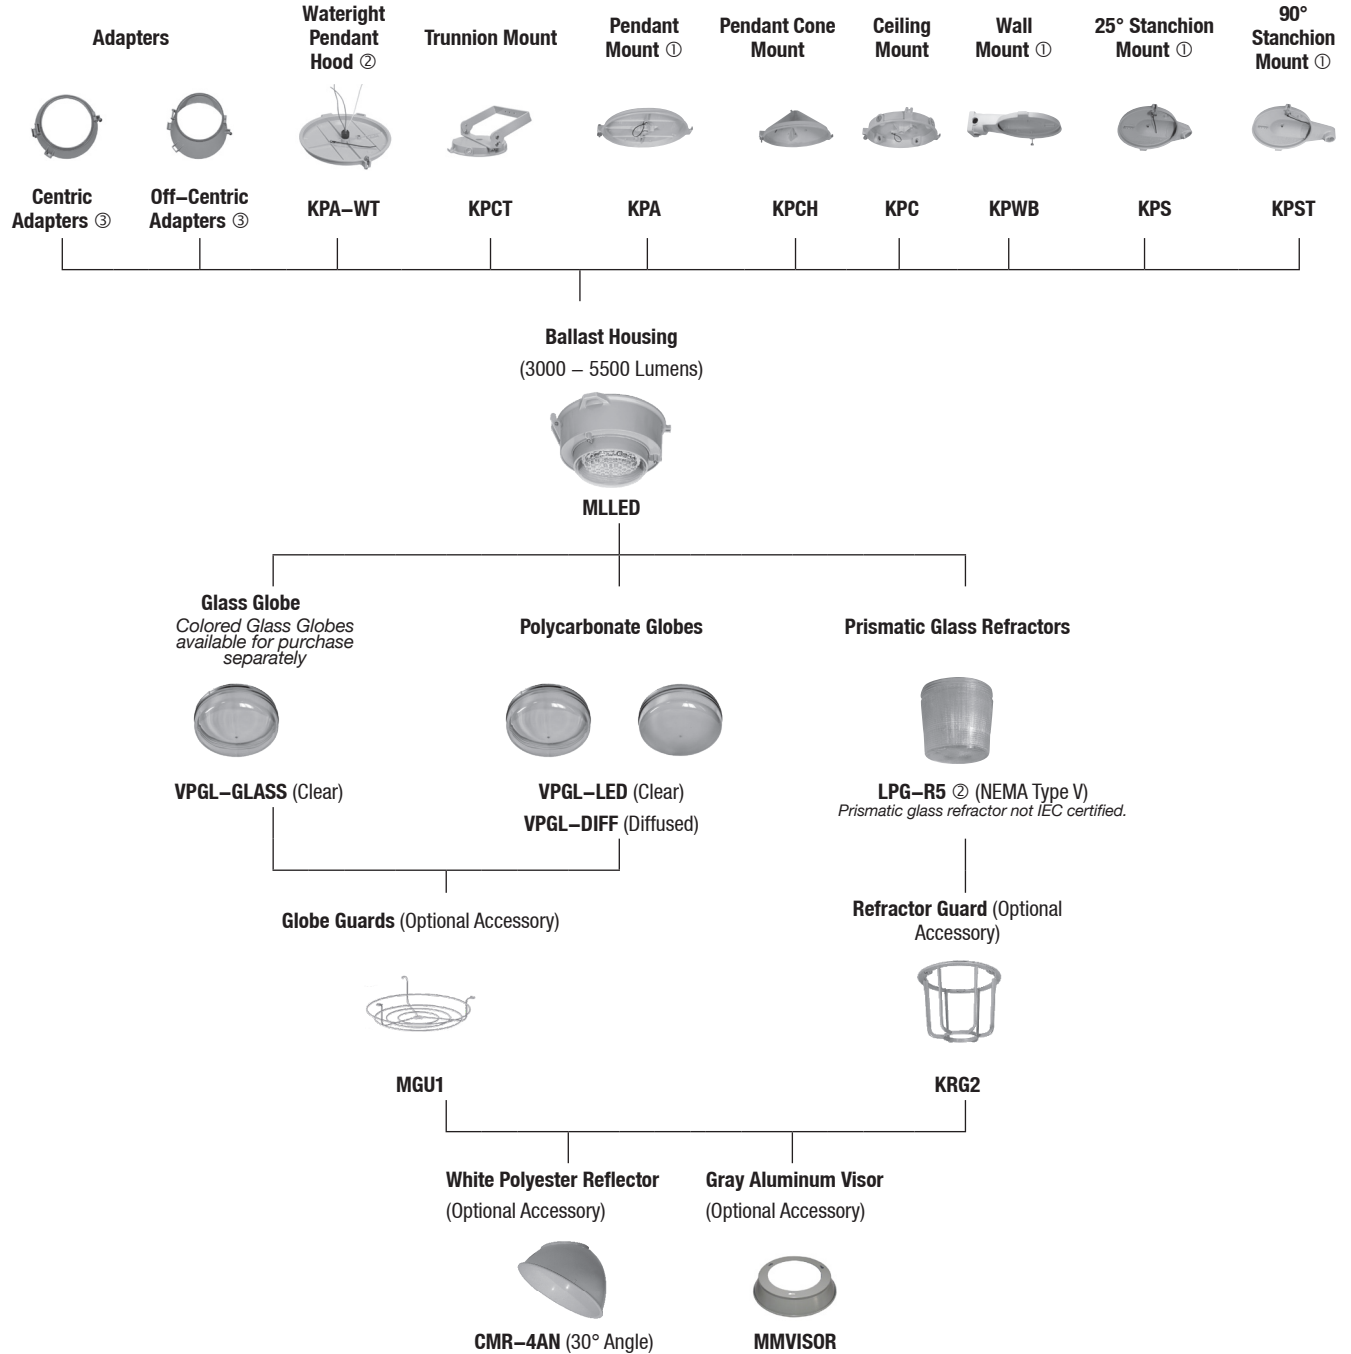 Adapters
Wateright
Pendant
Hood ②
Trunnion Mount
Pendant
Mount ①
Pendant Cone
Mount
Ceiling
Mount
Wall
Mount ①
25° Stanchion
Mount ①
90°
Stanchion
Mount ①
Centric
Adapters ③
Off–Centric
Adapters ③
KPA–WT
KPCT
KPA
KPCH
KPC
KPWB
KPS
KPST
Ballast Housing
(3000 – 5500 Lumens)
MLLED
Glass Globe
Colored Glass Globes
available for purchase
separately
Polycarbonate Globes
Prismatic Glass Refractors
VPGL–GLASS (Clear)
VPGL–LED (Clear)
VPGL–DIFF (Diffused)
LPG–R5 ② (NEMA Type V)
Prismatic glass refractor not IEC certified.
Globe Guards (Optional Accessory)
Refractor Guard (Optional
Accessory)
MGU1
KRG2
White Polyester Reflector
(Optional Accessory)
Gray Aluminum Visor
(Optional Accessory)
CMR–4AN (30° Angle)
MMVISOR